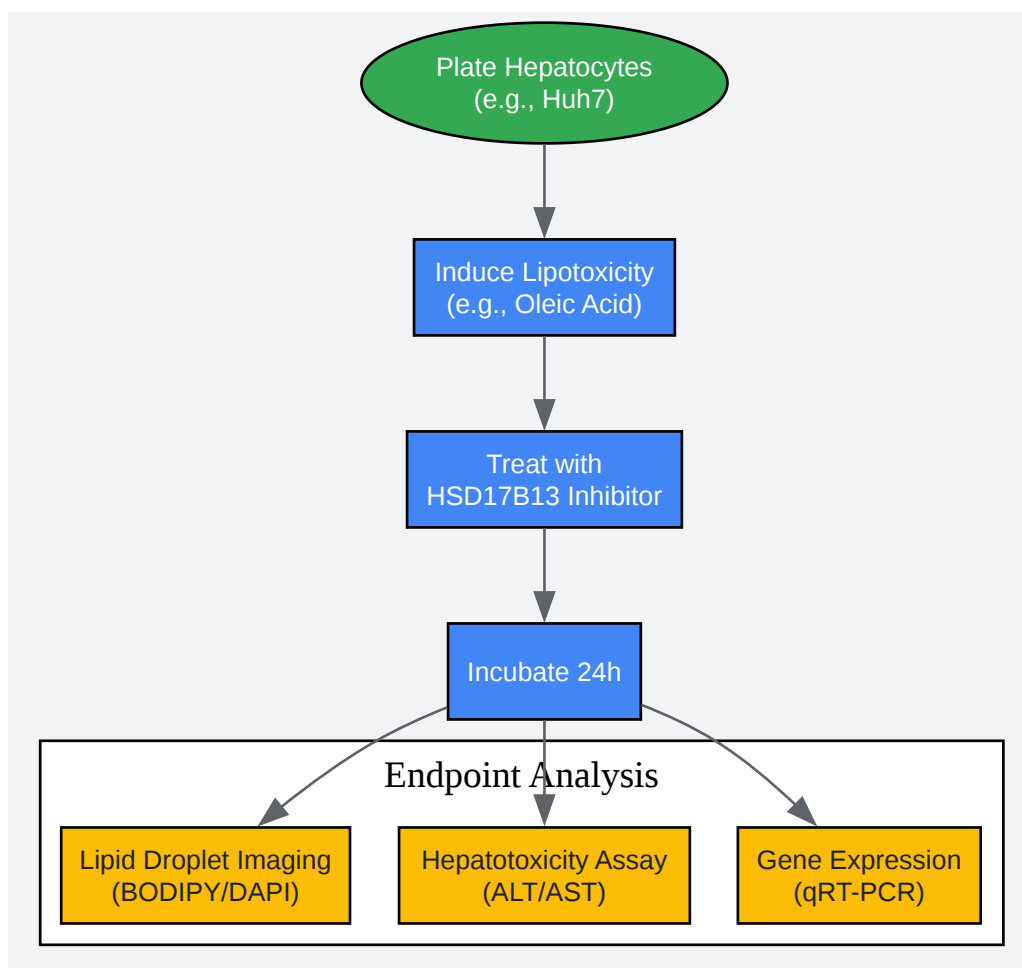 Plate Hepatocytes
(e.g., Huh7)
Induce Lipotoxicity
(e.g., Oleic Acid)
Treat with
HSD17B13 Inhibitor
Incubate 24h
Endpoint Analysis
Lipid Droplet Imaging
(BODIPY/DAPI)
Hepatotoxicity Assay
(ALT/AST)
Gene Expression
(qRT-PCR)